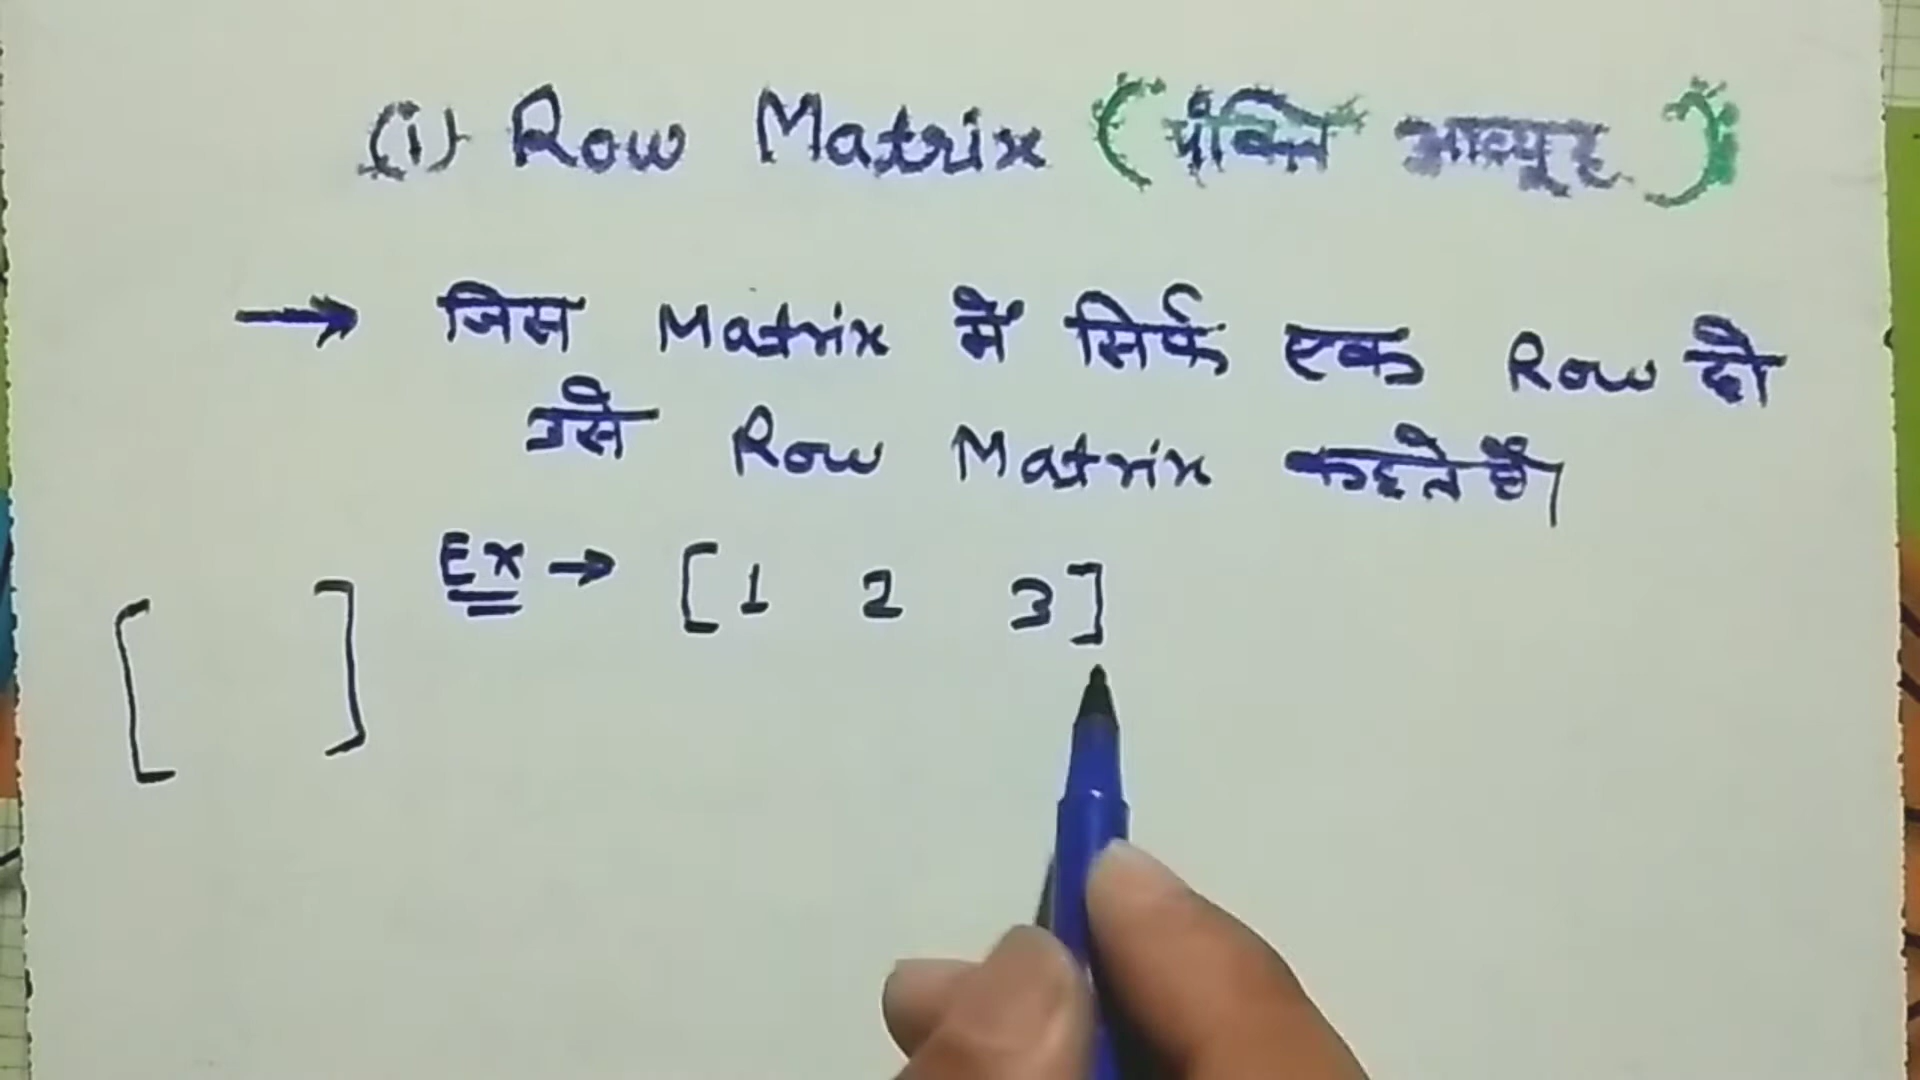 (i) Row Matrix (पंक्ति आव्यूह)
→ जिस Matrix में सिर्फ एक Row हो
उसे Row Matrix कहते है।
Ex → [1 2 3]
[ ]